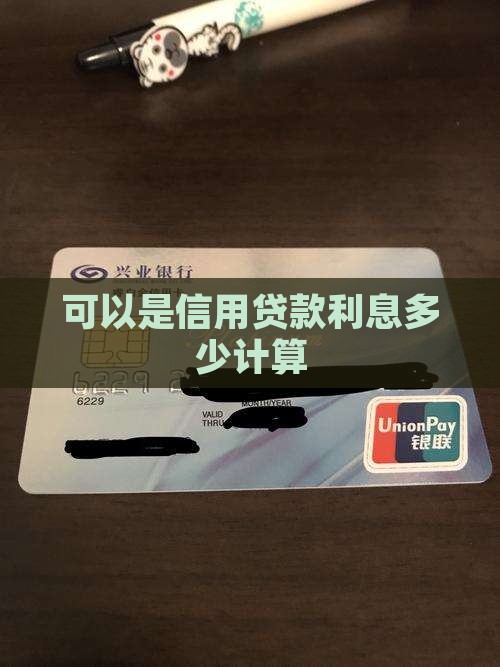 兴业银行
可以是信用贷款利息多
少计算
6229
6229
MONTH/YEAR
VALID
THRU
UnionPay
银联